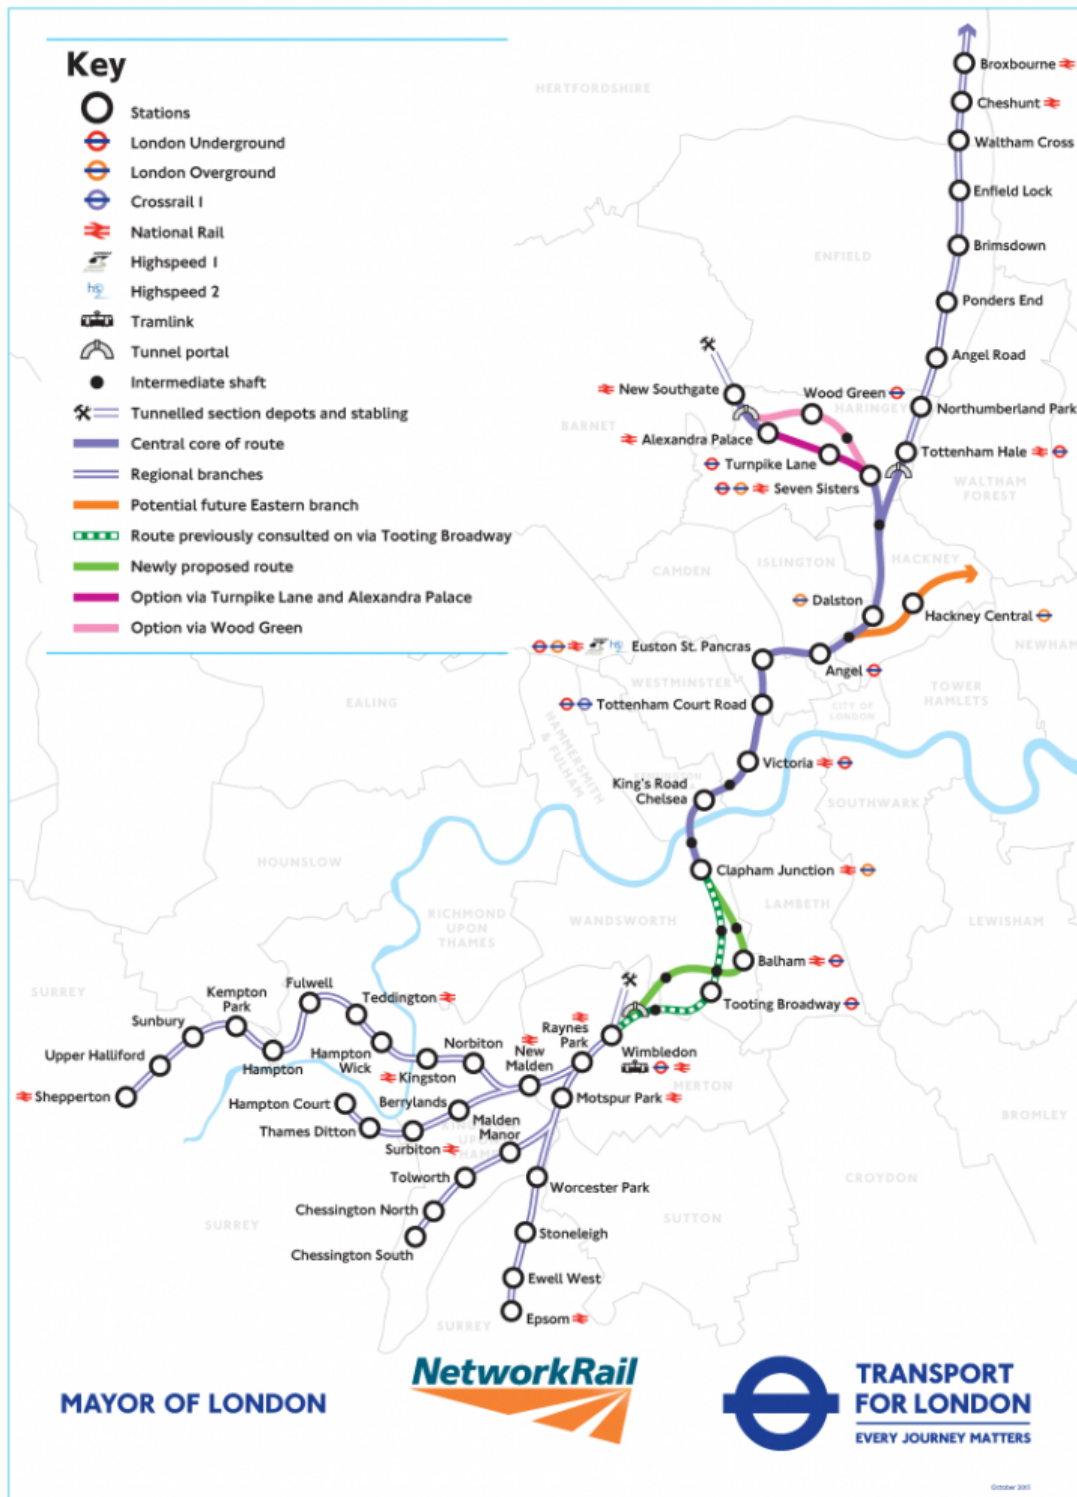 Key
Stations
London Underground
London Overground
Crossrail 1
National Rail
Highspeed 1
hs2
Highspeed 2
Tramlink
Tunnel portal
Intermediate shaft
Tunnelled section depots and stabling
Central core of route
Regional branches
Potential future Eastern branch
Route previously consulted on via Tooting Broadway
Newly proposed route
Option via Turnpike Lane and Alexandra Palace
Option via Wood Green
HERTFORDSHIRE
Broxbourne
Cheshunt
Waltham Cross
Enfield Lock
Brimsdown
ENFIELD
Ponders End
Angel Road
New Southgate
Wood Green
HARINGEY
Northumberland Park
BARNET
Alexandra Palace
Tottenham Hale
Turnpike Lane
Seven Sisters
WALTHAM
FOREST
ISLINGTON
HACKNEY
CAMDEN
Dalston
Hackney Central
Euston St. Pancras
NEWHAM
Angel
WESTMINSTER
TOWER
HAMLETS
EALING
Tottenham Court Road
CITY OF
LONDON
HAMMERSMITH
& FULHAM
Victoria
King's Road
Chelsea
SOUTHWARK
HOUNSLOW
Clapham Junction
LAMBETH
RICHMOND
UPON
THAMES
WANDSWORTH
LEWISHAM
Balham
SURREY
Fulwell
Kempton
Park
Teddington
Tooting Broadway
Sunbury
Raynes
Park
Norbiton
New
Malden
Wimbledon
Upper Halliford
Hampton
Hampton
Wick
Kingston
MERTON
Shepperton
Hampton Court
Berrylands
Motspur Park
BROMLEY
Thames Ditton
Malden
Manor
Surbiton
Tolworth
CROYDON
Worcester Park
Chessington North
SUTTON
SURREY
Stoneleigh
Chessington South
Ewell West
Epsom
SURREY
MAYOR OF LONDON
NetworkRail
TRANSPORT
FOR LONDON
EVERY JOURNEY MATTERS
October 2015